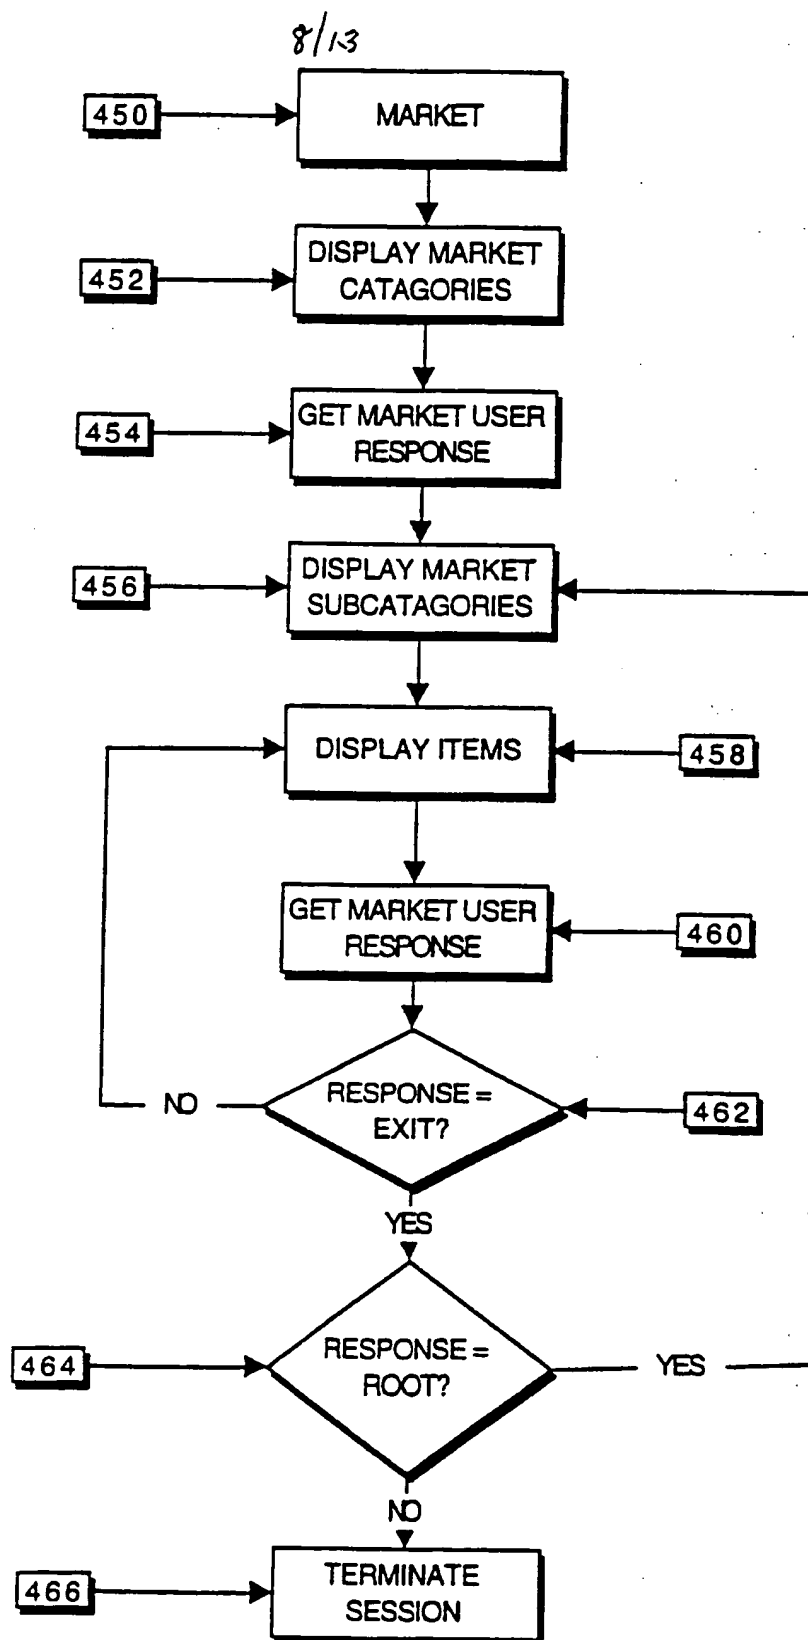 8/13
450
MARKET
452
DISPLAY MARKET
CATAGORIES
454
GET MARKET USER
RESPONSE
456
DISPLAY MARKET
SUBCATAGORIES
DISPLAY ITEMS
458
GET MARKET USER
RESPONSE
460
NO
RESPONSE =
EXIT?
462
YES
464
RESPONSE =
ROOT?
YES
NO
466
TERMINATE
SESSION